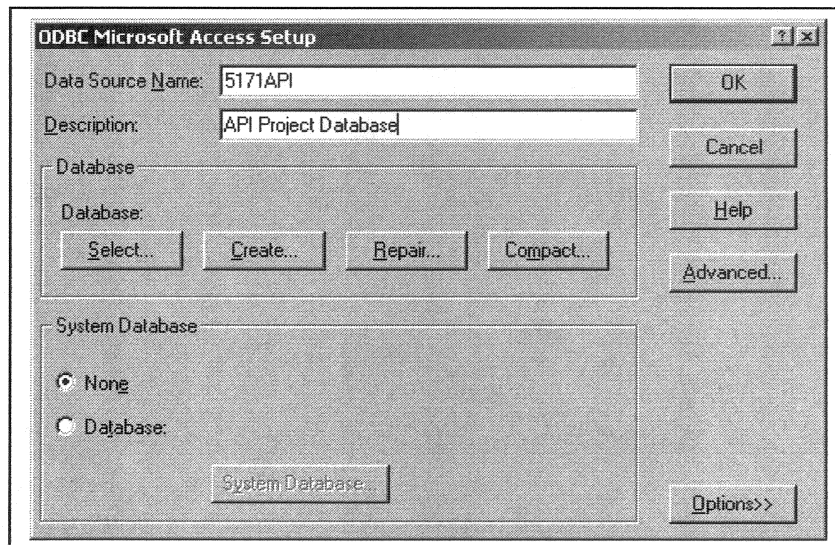 ODBC Microsoft Access Setup
Data Source Name: 5171API
OK
Description: API Project Database
Cancel
Database
Database:
Help
Select... Create... Repair... Compact...
Advanced...
System Database
None
Database:
System Database...
Options>>